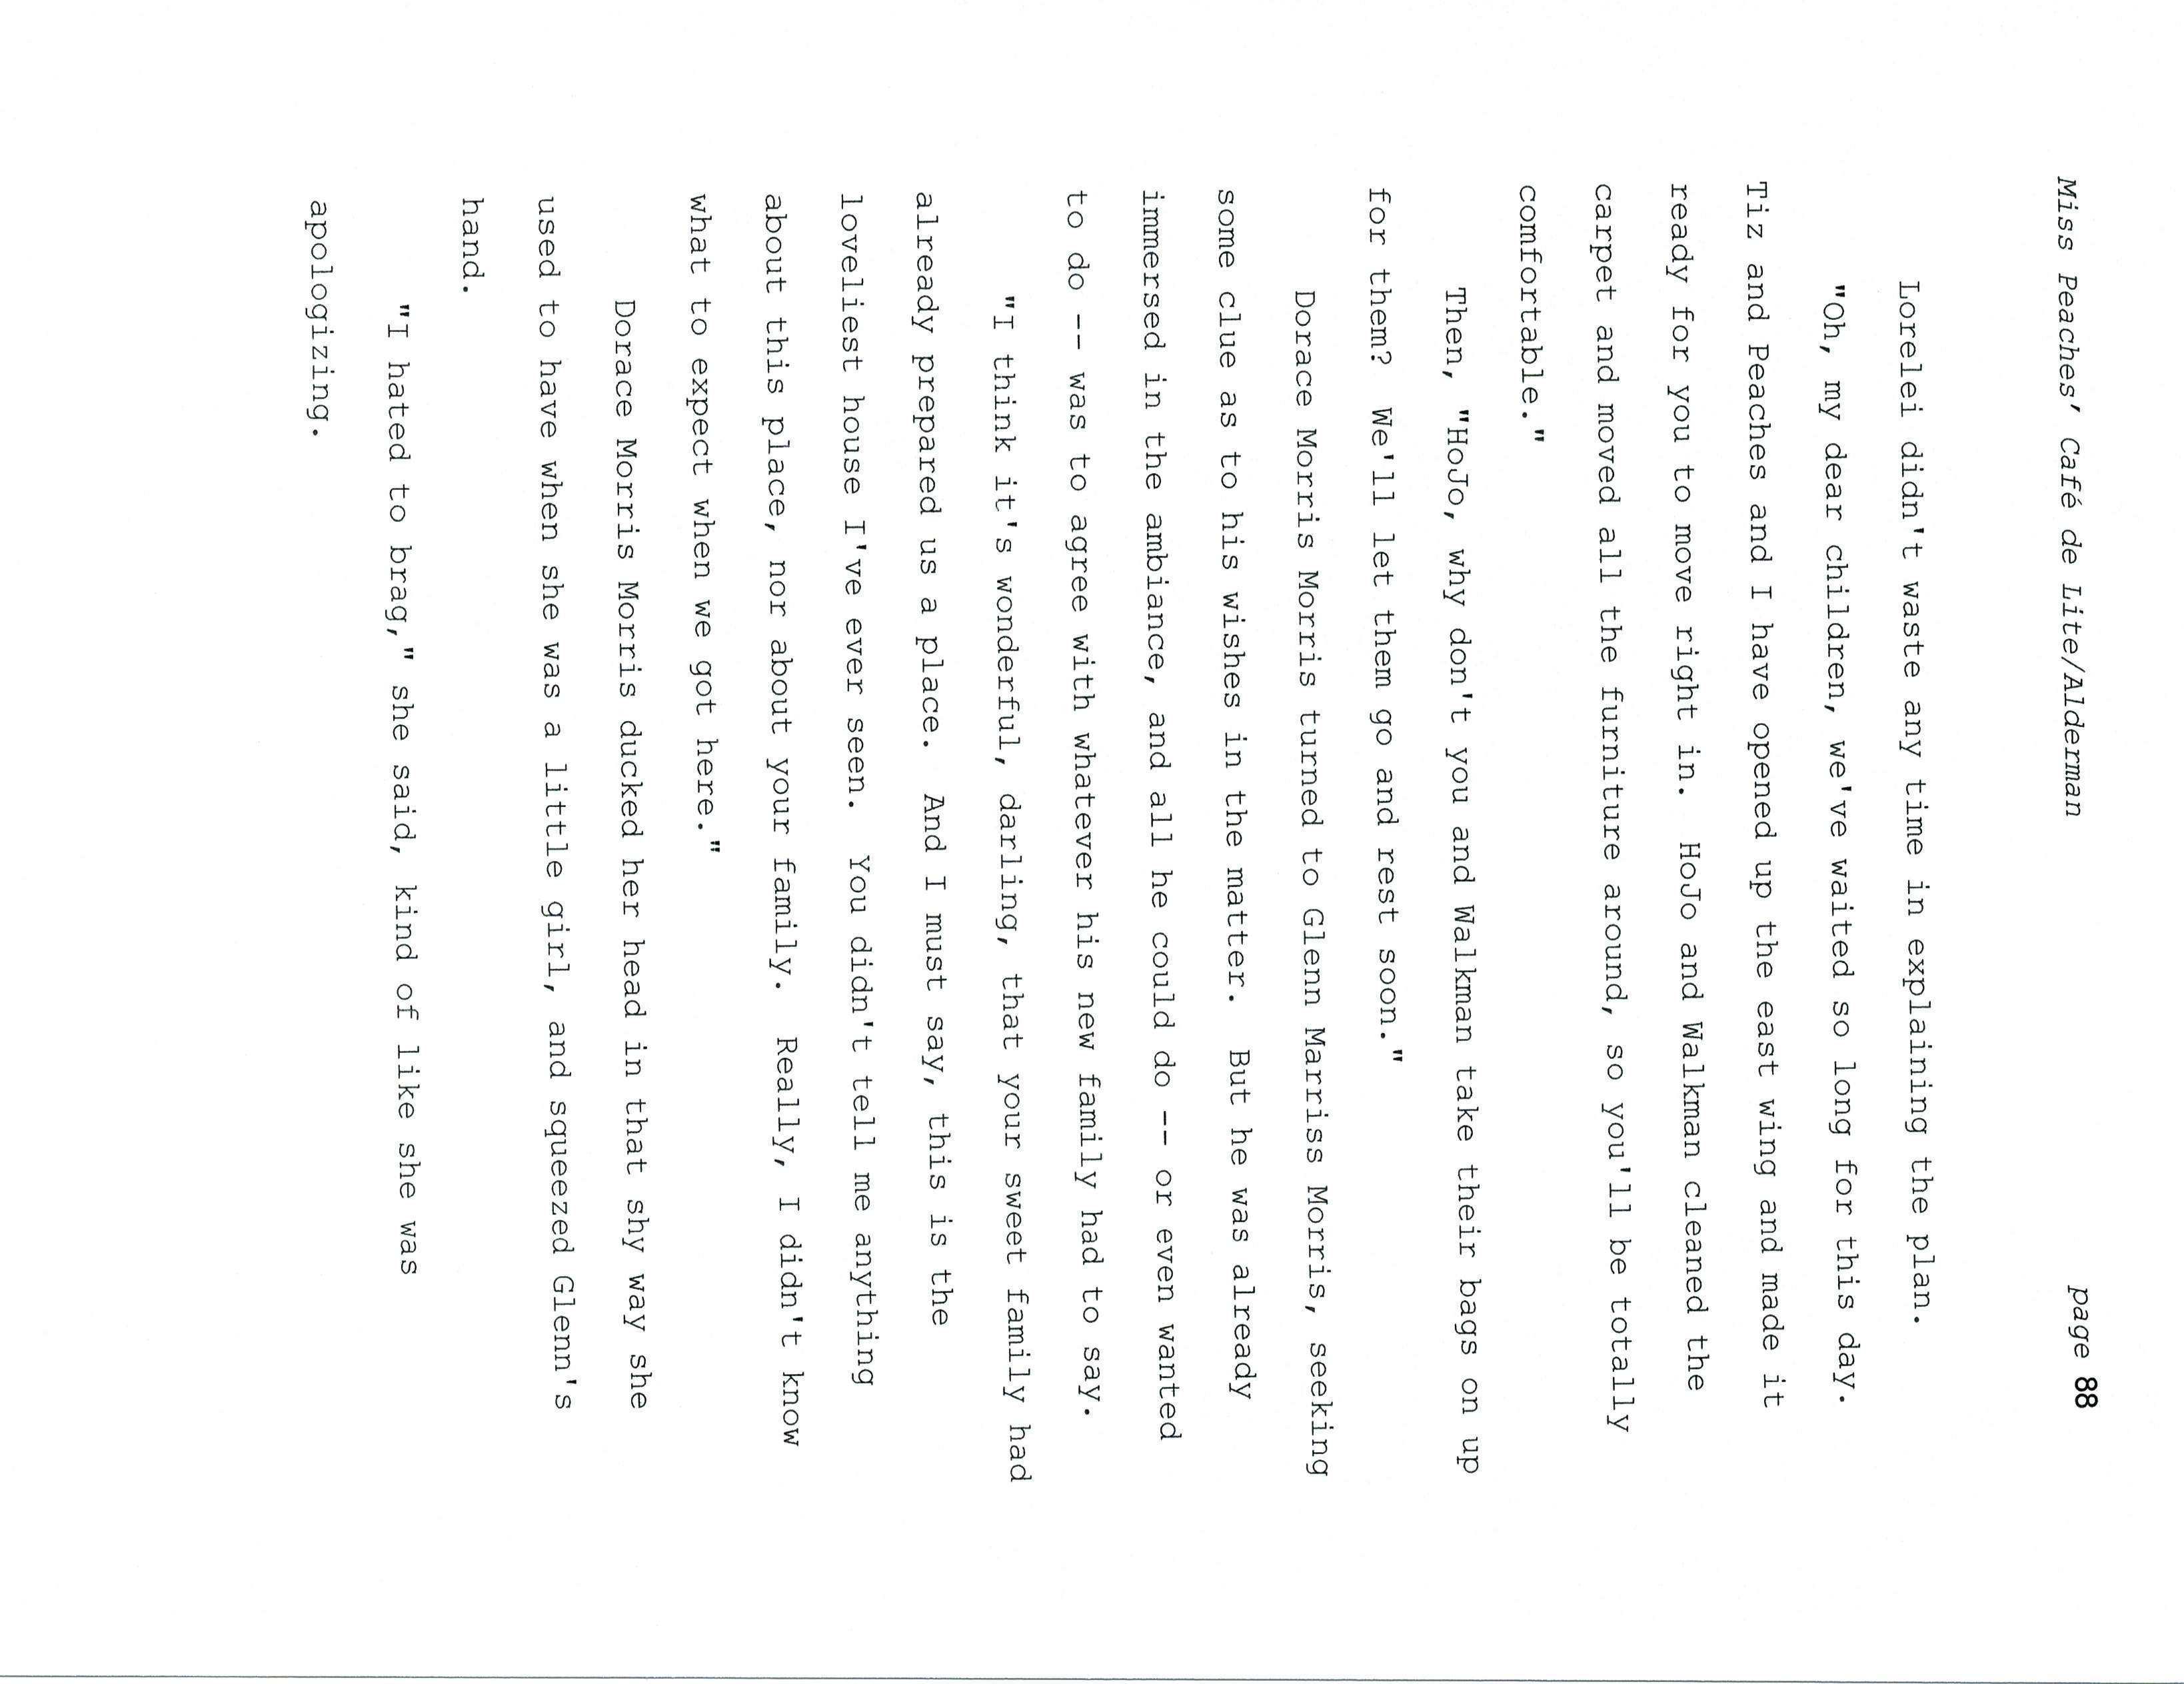 Miss Peaches' Café de Lite/Alderman page 88
Lorelei didn't waste any time in explaining the plan.
"Oh, my dear children, we've waited so long for this day.
Tiz and Peaches and I have opened up the east wing and made it
ready for you to move right in.  HoJo and Walkman cleaned the
carpet and moved all the furniture around, so you'll be totally
comfortable."
Then, "HoJo, why don't you and Walkman take their bags on up
for them?  We'll let them go and rest soon."
Dorace Morris Morris turned to Glenn Marriss Morris, seeking
some clue as to his wishes in the matter.  But he was already
immersed in the ambiance, and all he could do -- or even wanted
to do -- was to agree with whatever his new family had to say.
"I think it's wonderful, darling, that your sweet family had
already prepared us a place.  And I must say, this is the
loveliest house I've ever seen.  You didn't tell me anything
about this place, nor about your family.  Really, I didn't know
what to expect when we got here."
Dorace Morris Morris ducked her head in that shy way she
used to have when she was a little girl, and squeezed Glenn's
hand.
"I hated to brag," she said, kind of like she was
apologizing.